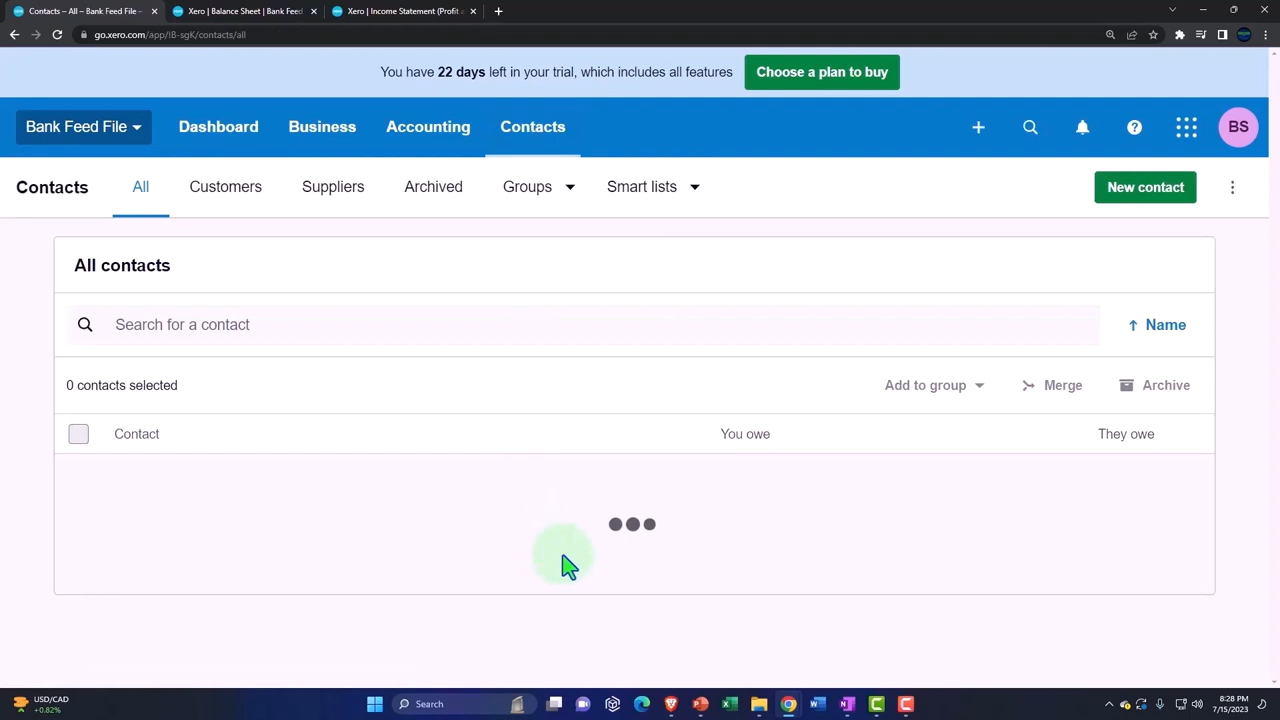 Contacts – All – Bank Feed File –
Xero | Balance Sheet | Bank Feed
Xero | Income Statement (Profit a
go.xero.com/app/!B-sgK/contacts/all
You have 22 days left in your trial, which includes all features
Choose a plan to buy
Bank Feed File
Dashboard
Business
Accounting
Contacts
BS
Contacts
All
Customers
Suppliers
Archived
Groups
Smart lists
New contact
All contacts
Search for a contact
Name
0 contacts selected
Add to group
Merge
Archive
Contact
You owe
They owe
USD/CAD
+0.82%
Search
8:28 PM
7/15/2023